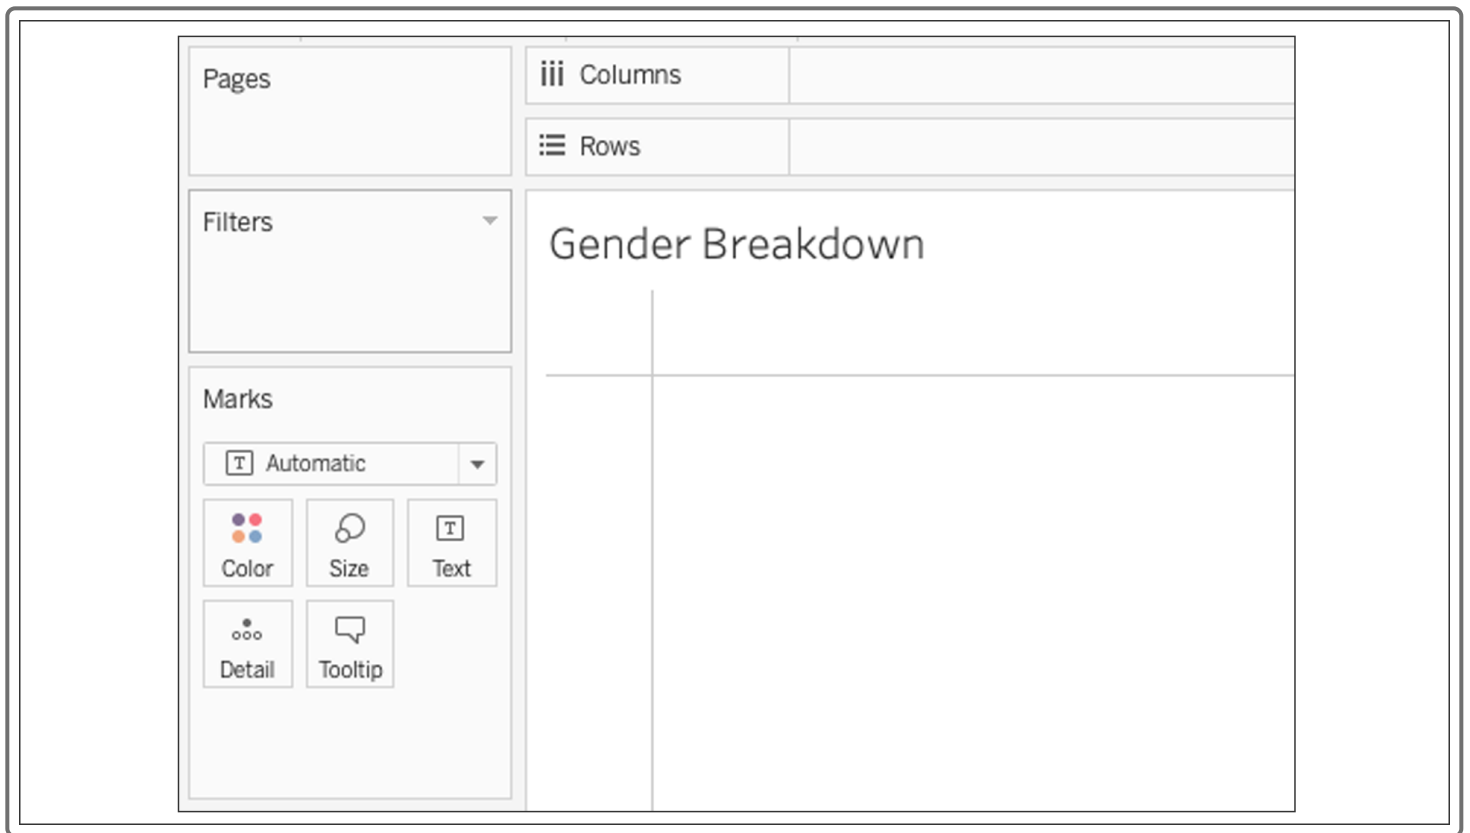 Pages
Columns
Rows
Filters
Gender Breakdown
Marks
T Automatic
Color
Size
T
Text
Detail
Tooltip